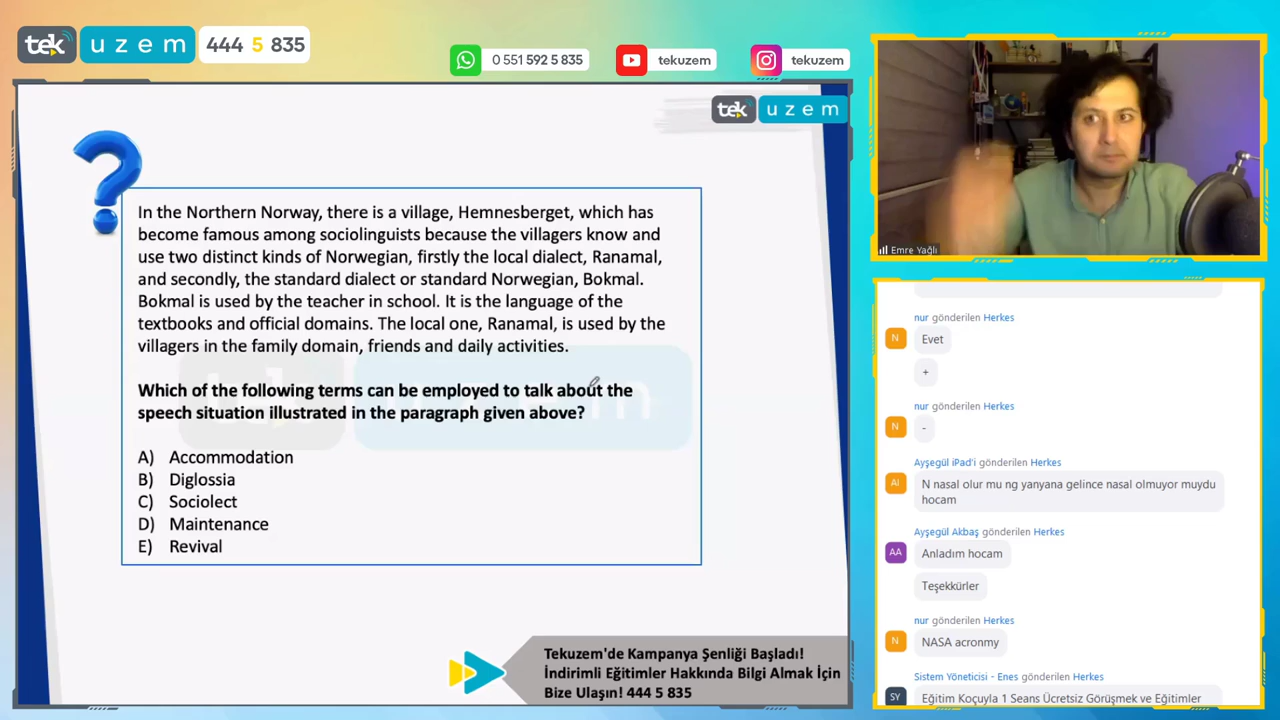 tek uzem 444 5 835
0 551 592 5 835
tekuzem
tekuzem
tek uzem
In the Northern Norway, there is a village, Hemnesberget, which has
become famous among sociolinguists because the villagers know and
use two distinct kinds of Norwegian, firstly the local dialect, Ranamal,
and secondly, the standard dialect or standard Norwegian, Bokmal.
Bokmal is used by the teacher in school. It is the language of the
textbooks and official domains. The local one, Ranamal, is used by the
villagers in the family domain, friends and daily activities.
Which of the following terms can be employed to talk about the
speech situation illustrated in the paragraph given above?
A) Accommodation
B) Diglossia
C) Sociolect
D) Maintenance
E) Revival
Tekuzem'de Kampanya Şenliği Başladı!
İndirimli Eğitimler Hakkında Bilgi Almak İçin
Bize Ulaşın! 444 5 835
Emre Yağlı
nur gönderilen Herkes
N
Evet
+
nur gönderilen Herkes
N
-
Ayşegül iPad'i gönderilen Herkes
Aİ
N nasal olur mu ng yanyana gelince nasal olmuyor muydu
hocam
Ayşegül Akbaş gönderilen Herkes
AA
Anladım hocam
Teşekkürler
nur gönderilen Herkes
N
NASA acronmy
Sistem Yöneticisi - Enes gönderilen Herkes
SY
Eğitim Koçuyla 1 Seans Ücretsiz Görüşmek ve Eğitimler